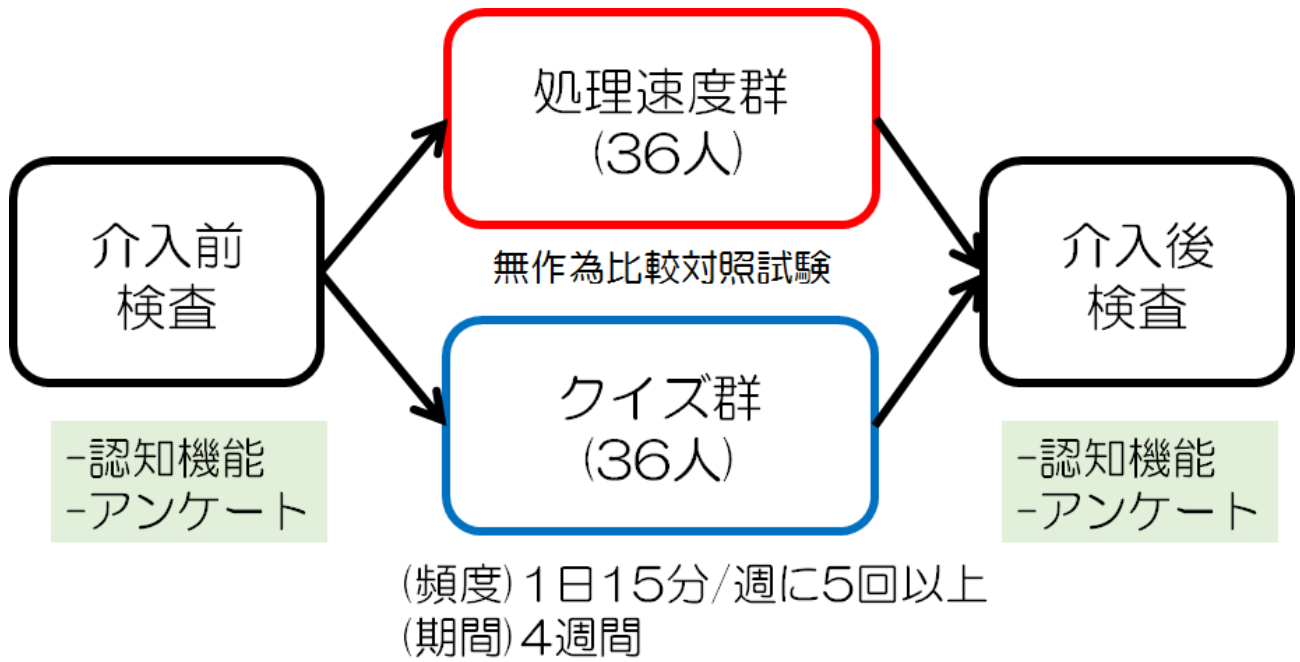 介入前
検査
-認知機能
-アンケート
処理速度群
(36人)
無作為比較対照試験
クイズ群
(36人)
(頻度)1日15分/週に5回以上
(期間)4週間
介入後
検査
-認知機能
-アンケート